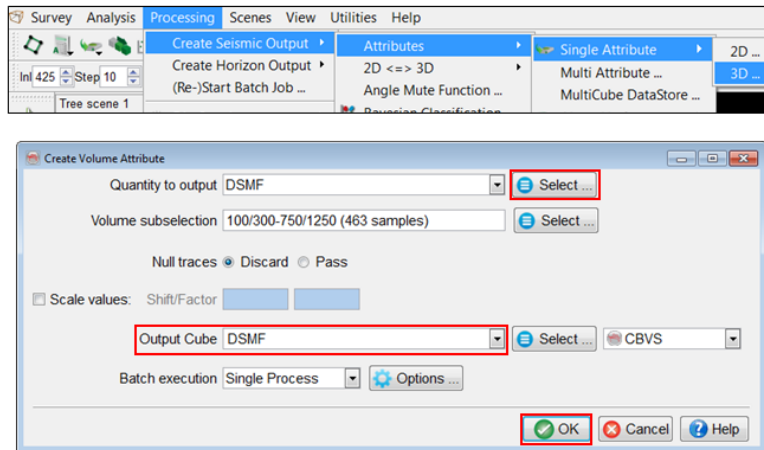 Survey Analysis Processing Scenes View Utilities Help
Create Seismic Output Attributes Single Attribute 2D ...
Inl 425 Step 10 Create Horizon Output 2D <=> 3D Multi Attribute ... 3D ...
(Re-)Start Batch Job ... Angle Mute Function ... MultiCube DataStore ...
Tree scene 1 Bayesian Classification
Create Volume Attribute
Quantity to output DSMF Select ...
Volume subselection 100/300-750/1250 (463 samples) Select ...
Null traces Discard Pass
Scale values: Shift/Factor
Output Cube DSMF Select ... CBVS
Batch execution Single Process Options ...
OK Cancel Help